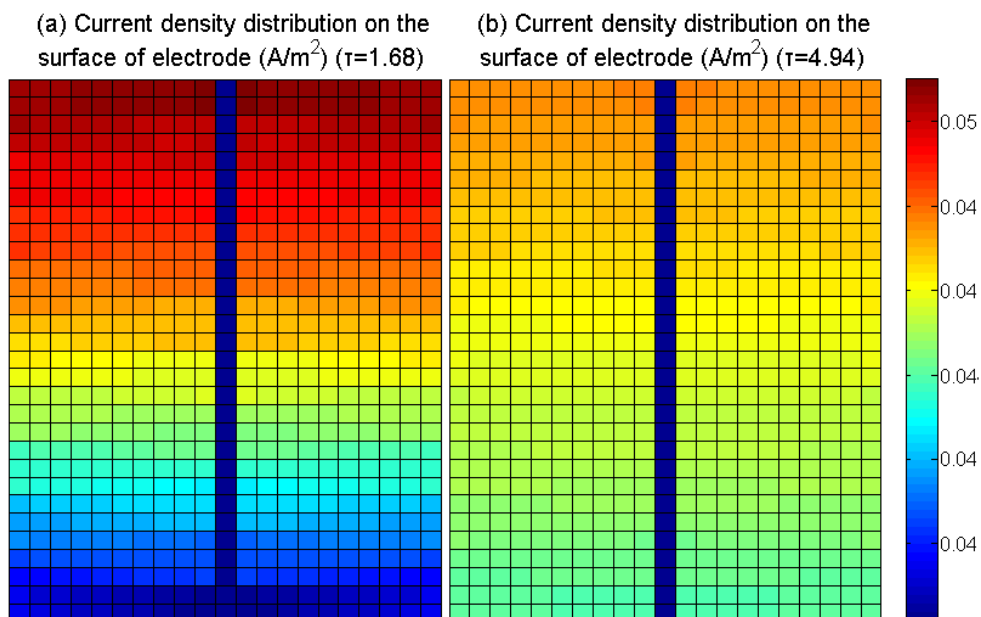 (a) Current density distribution on the
surface of electrode (A/m²) (τ=1.68)
(b) Current density distribution on the
surface of electrode (A/m²) (τ=4.94)
0.05
0.04
0.04
0.04
0.04
0.04